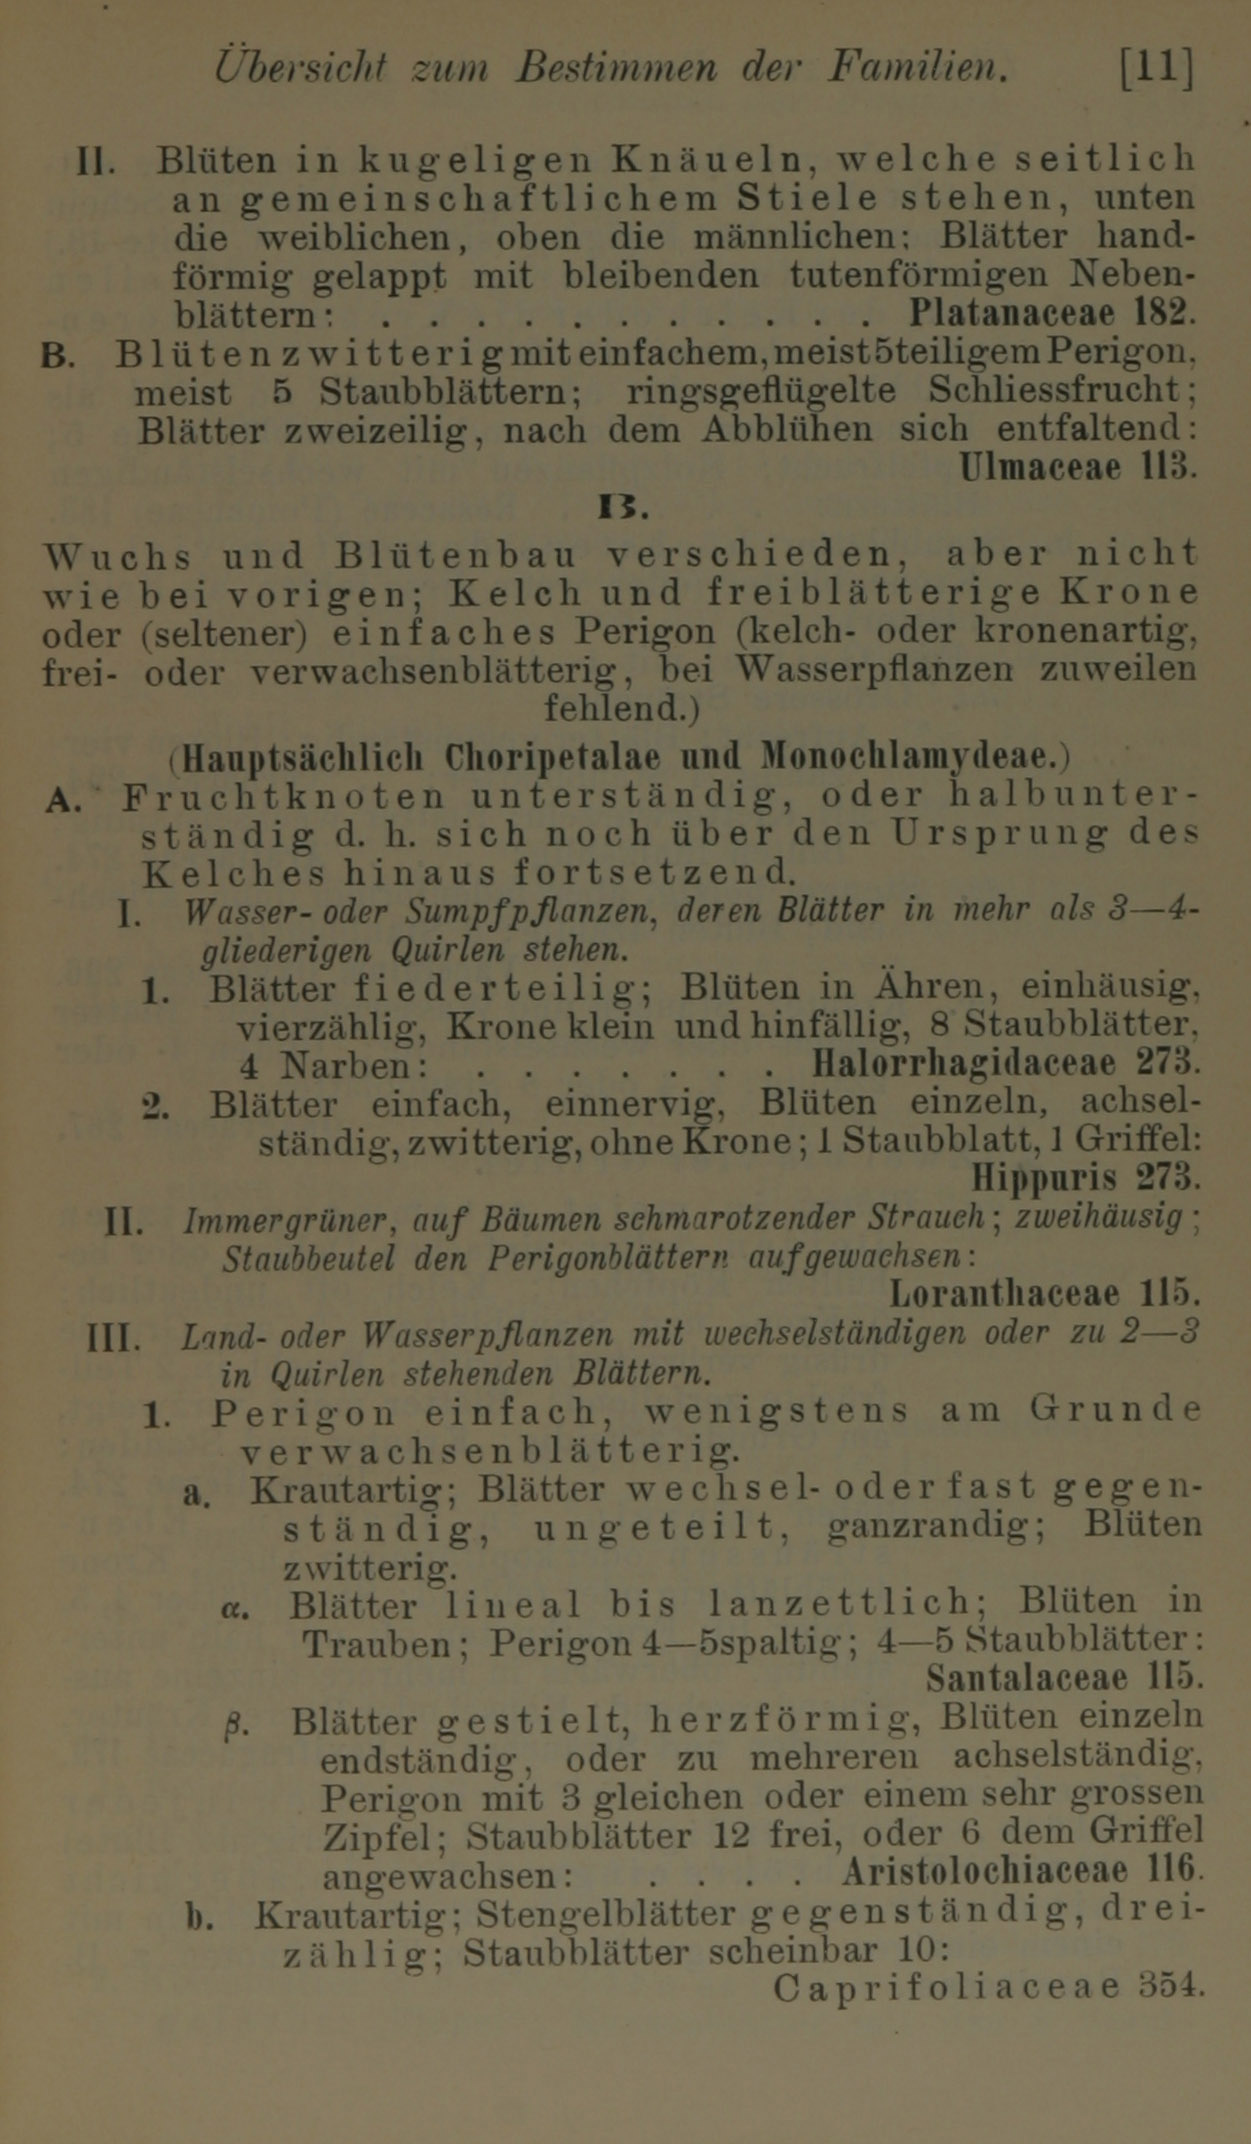 Übersicht zum Bestimmen der Familien. [11]
II. Blüten in kugeligen Knäueln, welche seitlich
an gemeinschaftlichem Stiele stehen, unten
die weiblichen, oben die männlichen; Blätter hand-
förmig gelappt mit bleibenden tutenförmigen Neben-
blättern: . . . . . . . . . . . Platanaceae 182.
B. Blüten zwitterig mit einfachem, meist 5teiligem Perigon,
meist 5 Staubblättern; ringsgeflügelte Schliessfrucht;
Blätter zweizeilig, nach dem Abblühen sich entfaltend:
Ulmaceae 113.
B.
Wuchs und Blütenbau verschieden, aber nicht
wie bei vorigen; Kelch und freiblätterige Krone
oder (seltener) einfaches Perigon (kelch- oder kronenartig,
frei- oder verwachsenblätterig, bei Wasserpflanzen zuweilen
fehlend.)
(Hauptsächlich Choripetalae und Monochlamydeae.)
A. Fruchtknoten unterständig, oder halbunter-
ständig d. h. sich noch über den Ursprung des
Kelches hinaus fortsetzend.
I. Wasser- oder Sumpfpflanzen, deren Blätter in mehr als 3—4-
gliederigen Quirlen stehen.
1. Blätter fiederteilig; Blüten in Ähren, einhäusig,
vierzählig, Krone klein und hinfällig, 8 Staubblätter,
4 Narben: . . . . . . . Halorrhagidaceae 273.
2. Blätter einfach, einnervig, Blüten einzeln, achsel-
ständig, zwitterig, ohne Krone; 1 Staubblatt, 1 Griffel:
Hippuris 273.
II. Immergrüner, auf Bäumen schmarotzender Strauch; zweihäusig;
Staubbeutel den Perigonblättern aufgewachsen:
Loranthaceae 115.
III. Land- oder Wasserpflanzen mit wechselständigen oder zu 2—3
in Quirlen stehenden Blättern.
1. Perigon einfach, wenigstens am Grunde
verwachsenblätterig.
a. Krautartig; Blätter wechsel- oder fast gegen-
ständig, ungeteilt, ganzrandig; Blüten
zwitterig.
α. Blätter lineal bis lanzettlich; Blüten in
Trauben; Perigon 4—5spaltig; 4—5 Staubblätter:
Santalaceae 115.
β. Blätter gestielt, herzförmig, Blüten einzeln
endständig, oder zu mehreren achselständig,
Perigon mit 3 gleichen oder einem sehr grossen
Zipfel; Staubblätter 12 frei, oder 6 dem Griffel
angewachsen: . . . . Aristolochiaceae 116.
b. Krautartig; Stengelblätter gegenständig, drei-
zählig; Staubblätter scheinbar 10:
Caprifoliaceae 354.